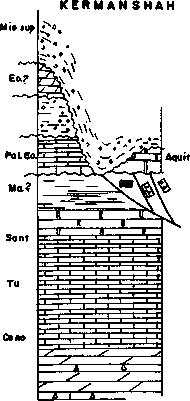 KERMANSHAH
Mio sup
Eo.?
Pal.Eo.
Aquit
Ma.?
Sant
Tu
Ceno